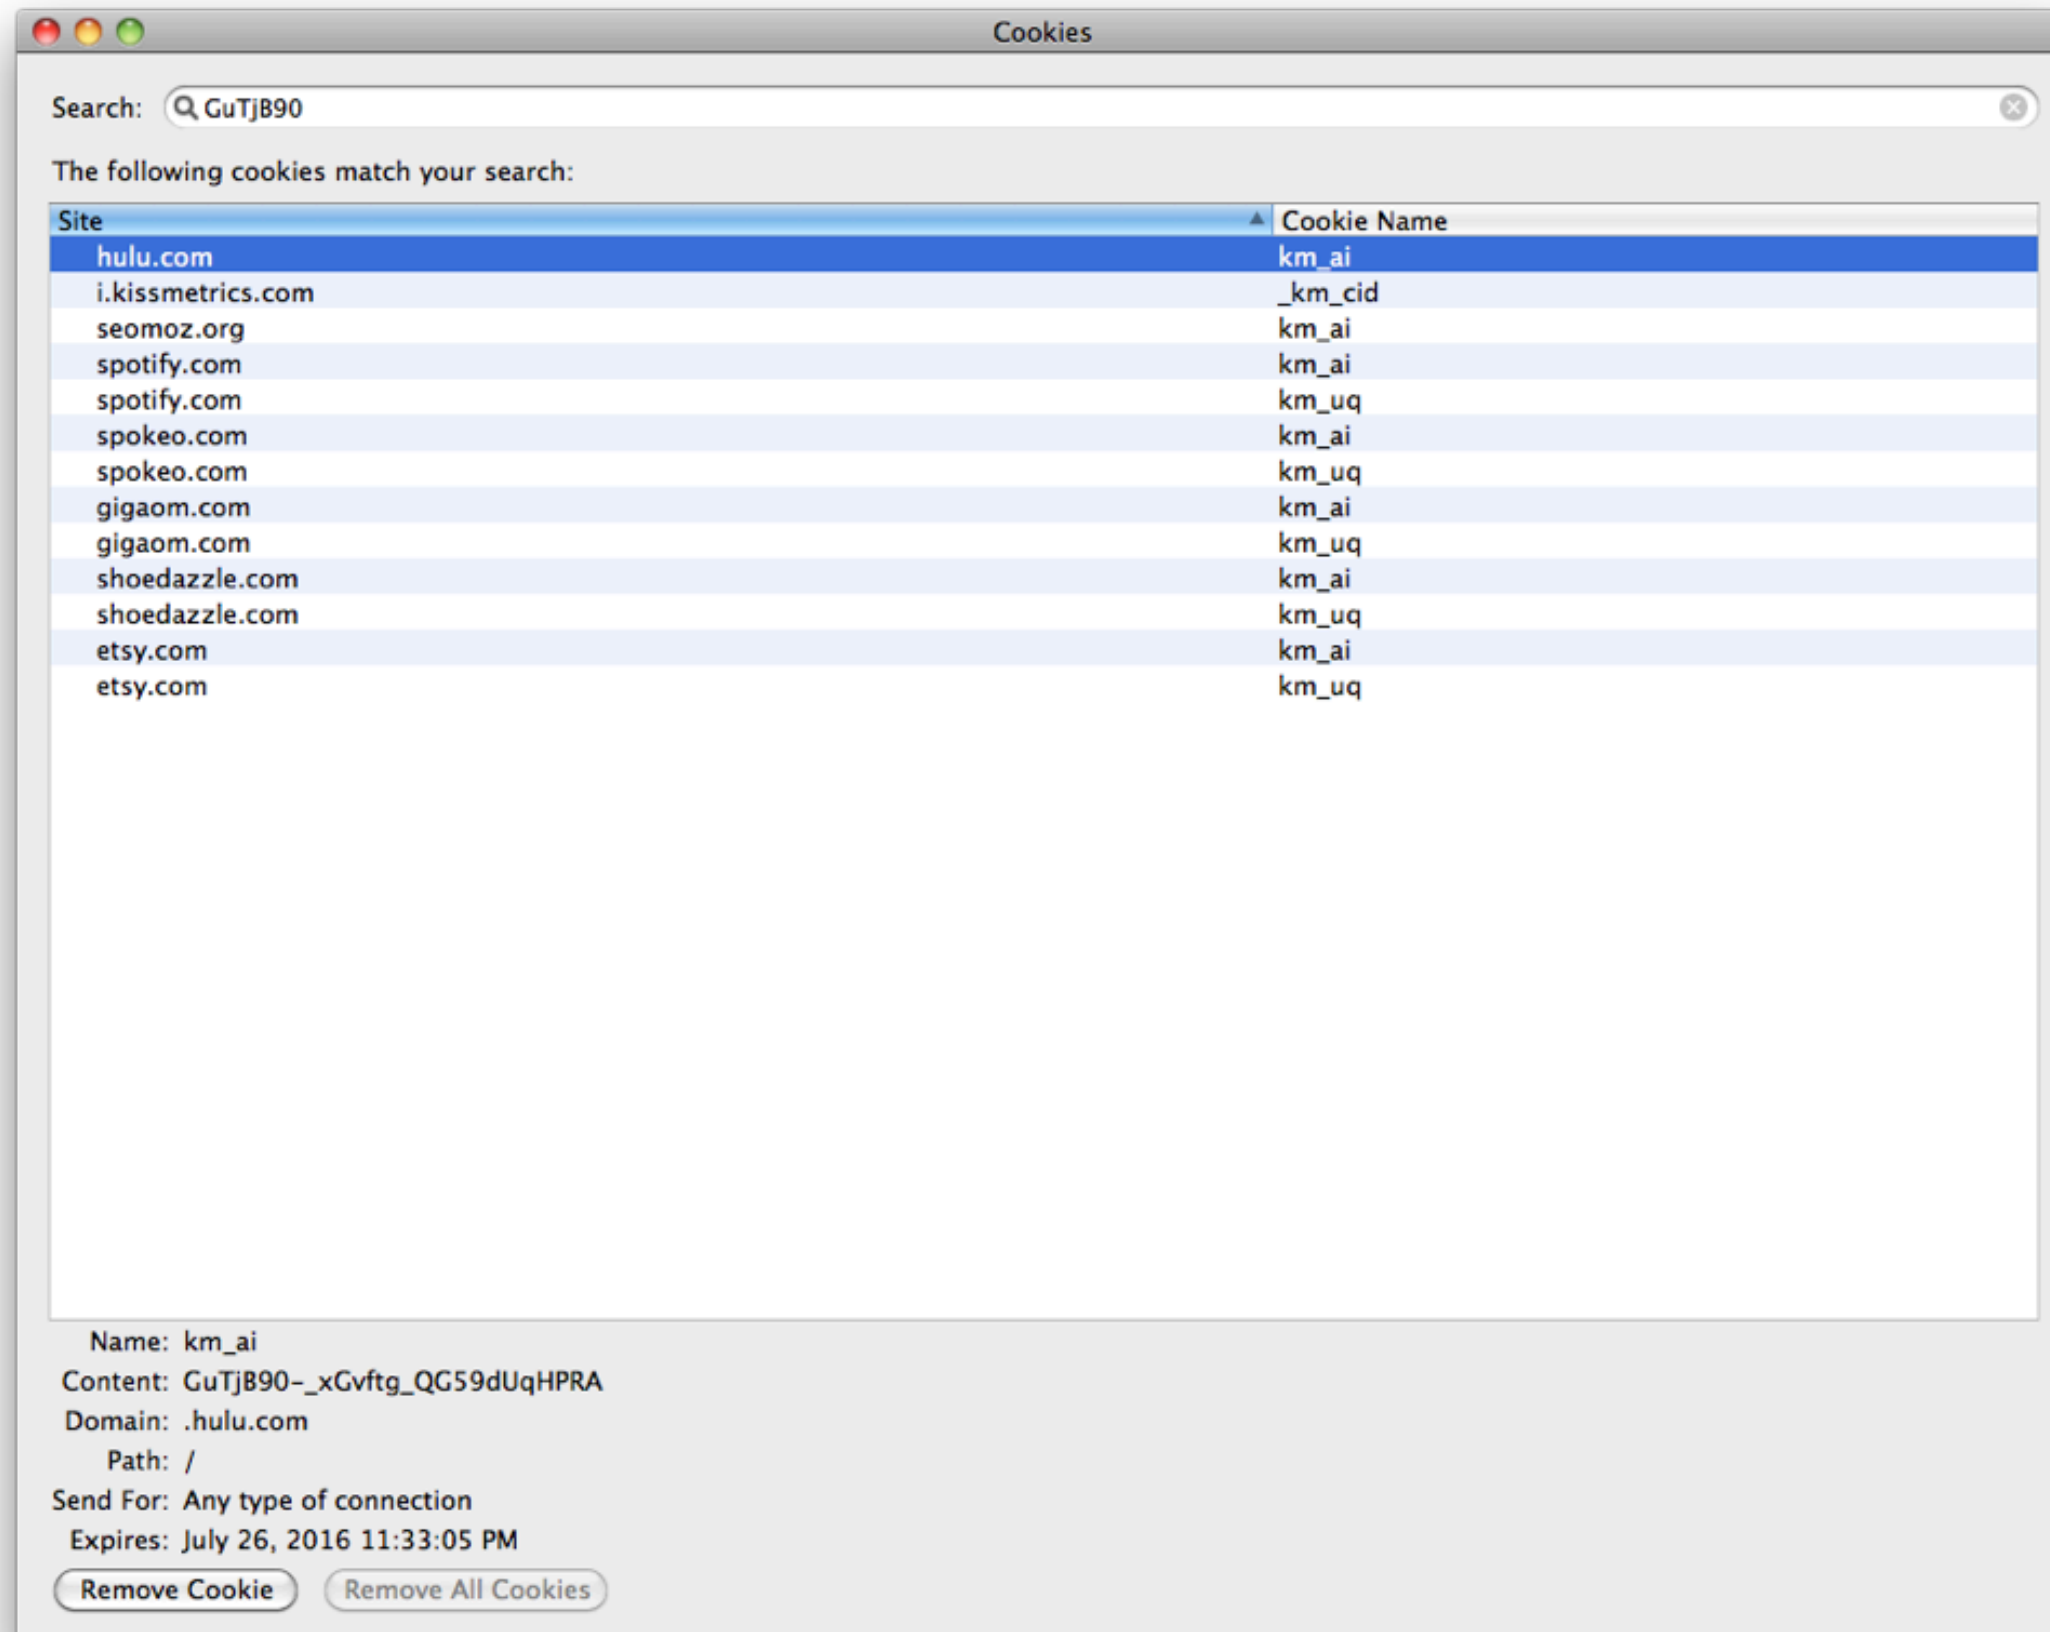 Cookies
Search: GuTjB90
The following cookies match your search:
Site Cookie Name
hulu.com km_ai
i.kissmetrics.com _km_cid
seomoz.org km_ai
spotify.com km_ai
spotify.com km_uq
spokeo.com km_ai
spokeo.com km_uq
gigaom.com km_ai
gigaom.com km_uq
shoedazzle.com km_ai
shoedazzle.com km_uq
etsy.com km_ai
etsy.com km_uq
Name: km_ai
Content: GuTjB90-_xGvftg_QG59dUqHPRA
Domain: .hulu.com
Path: /
Send For: Any type of connection
Expires: July 26, 2016 11:33:05 PM
Remove Cookie Remove All Cookies